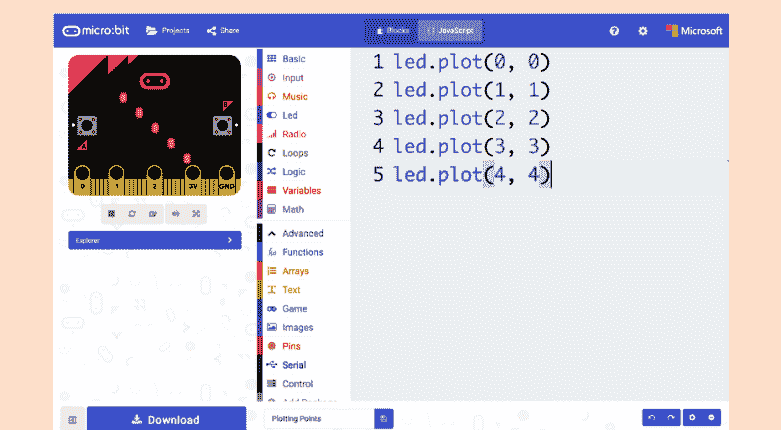 micro:bit Projects Share Blocks {} JavaScript Microsoft
0 1 2 3V GND
Explorer
Basic
Input
Music
Led
Radio
Loops
Logic
Variables
Math
Advanced
Functions
Arrays
Text
Game
Images
Pins
Serial
Control
1 led.plot(0, 0)
2 led.plot(1, 1)
3 led.plot(2, 2)
4 led.plot(3, 3)
5 led.plot(4, 4)
Download
Plotting Points